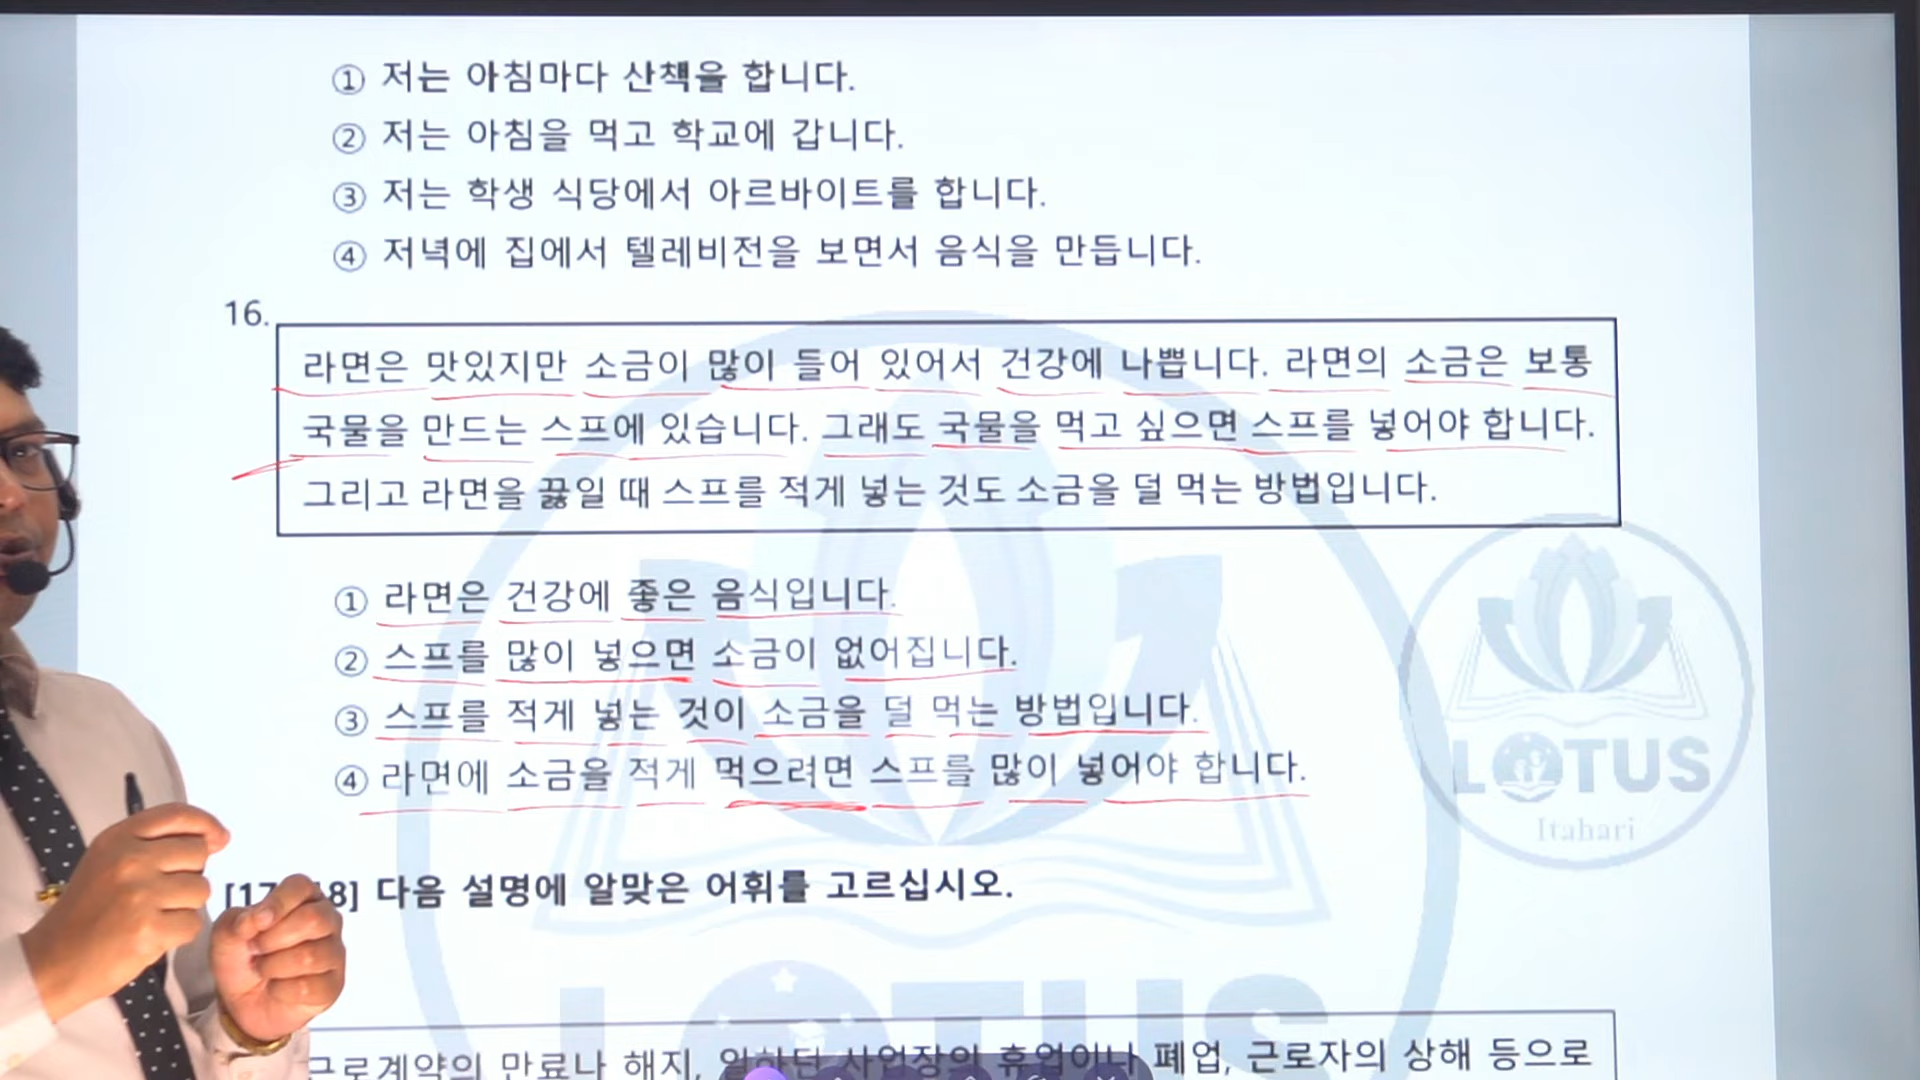 ① 저는 아침마다 산책을 합니다.
② 저는 아침을 먹고 학교에 갑니다.
③ 저는 학생 식당에서 아르바이트를 합니다.
④ 저녁에 집에서 텔레비전을 보면서 음식을 만듭니다.
16.
라면은 맛있지만 소금이 많이 들어 있어서 건강에 나쁩니다. 라면의 소금은 보통
국물을 만드는 스프에 있습니다. 그래도 국물을 먹고 싶으면 스프를 넣어야 합니다.
그리고 라면을 끓일 때 스프를 적게 넣는 것도 소금을 덜 먹는 방법입니다.
① 라면은 건강에 좋은 음식입니다.
② 스프를 많이 넣으면 소금이 없어집니다.
③ 스프를 적게 넣는 것이 소금을 덜 먹는 방법입니다.
④ 라면에 소금을 적게 먹으려면 스프를 많이 넣어야 합니다.
LOTUS
Itahari
다음 설명에 알맞은 어휘를 고르십시오.
LOTUS
근로계약의 만료나 해지, 일하던 사업장의 휴업이나 폐업, 근로자의 상해 등으로